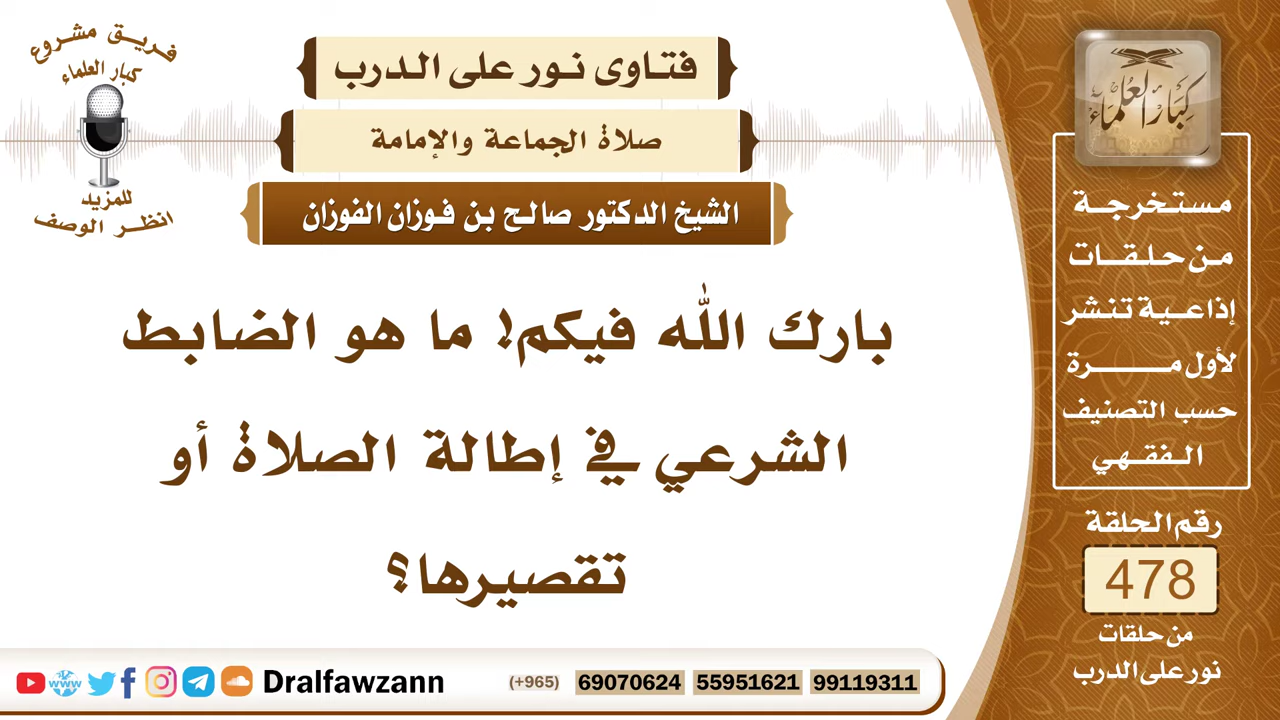 فريق مشروع
كبار العلماء
للمزيد
انظر الوصف
فتاوى نور على الدرب
صلاة الجماعة والإمامة
الشيخ الدكتور صالح بن فوزان الفوزان
بارك الله فيكم! ما هو الضابط
الشرعي في إطالة الصلاة أو
تقصيرها؟
كبار العلماء
مستخرجة
من حلقات
إذاعية تنشر
لأول مرة
حسب التصنيف
الفقهي
رقم الحلقة
478
من حلقات
نور على الدرب
www
Dralfawzann
(+965) 69070624 55951621 99119311